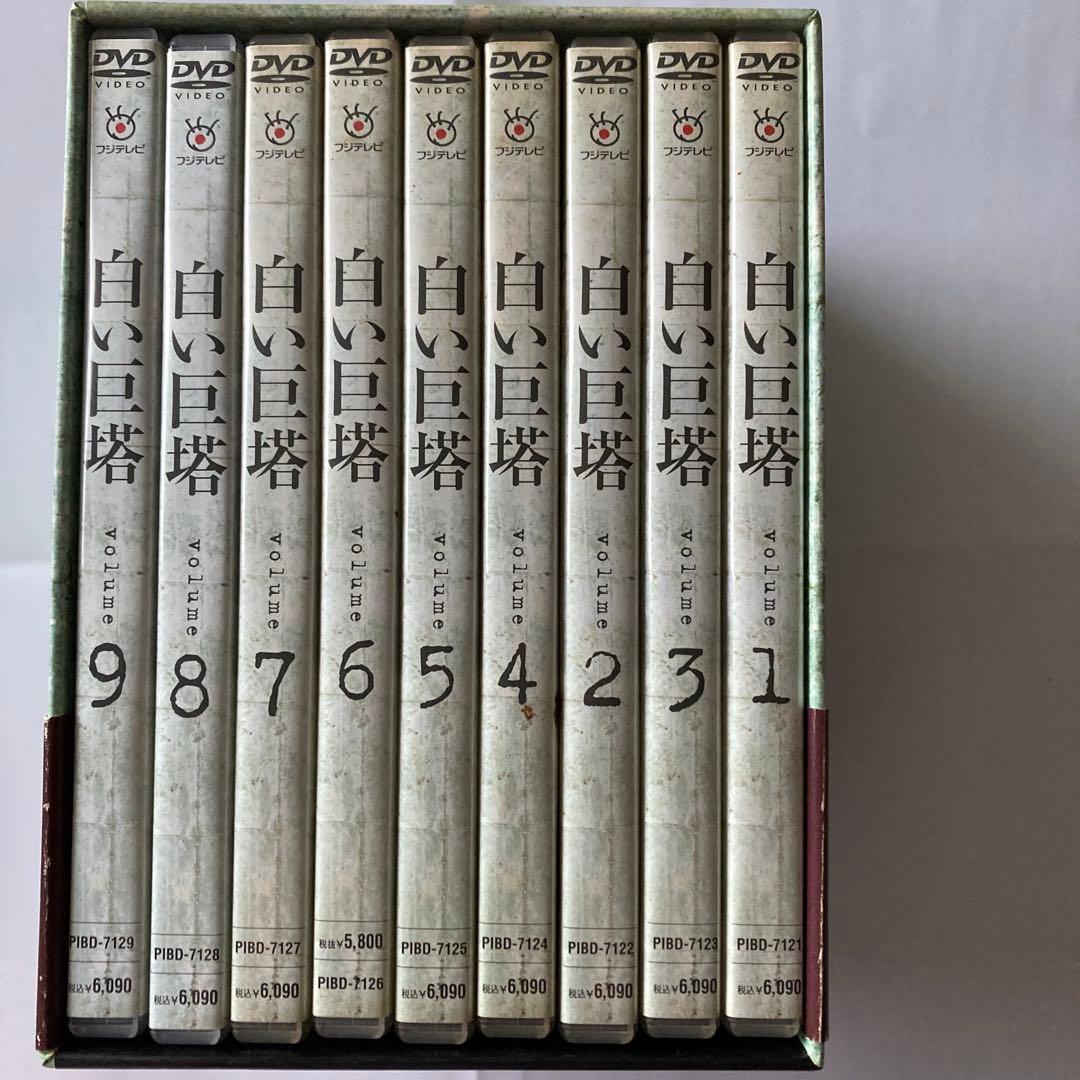 DVD
VIDEO
フジテレビ
白い巨塔
volume
9
PIBD-7129
税込¥6,090
DVD
VIDEO
フジテレビ
白い巨塔
volume
8
PIBD-7128
税込¥6,090
DVD
VIDEO
フジテレビ
白い巨塔
volume
7
PIBD-7127
税込¥6,090
DVD
VIDEO
フジテレビ
白い巨塔
volume
6
税抜¥5,800
PIBD-7126
DVD
VIDEO
フジテレビ
白い巨塔
volume
5
PIBD-7125
税込¥6,090
DVD
VIDEO
フジテレビ
白い巨塔
volume
4
PIBD-7124
税込¥6,090
DVD
VIDEO
フジテレビ
白い巨塔
volume
2
PIBD-7122
税込¥6,090
DVD
VIDEO
フジテレビ
白い巨塔
volume
3
PIBD-7123
税込¥6,090
DVD
VIDEO
フジテレビ
白い巨塔
volume
1
PIBD-7121
税込¥6,090